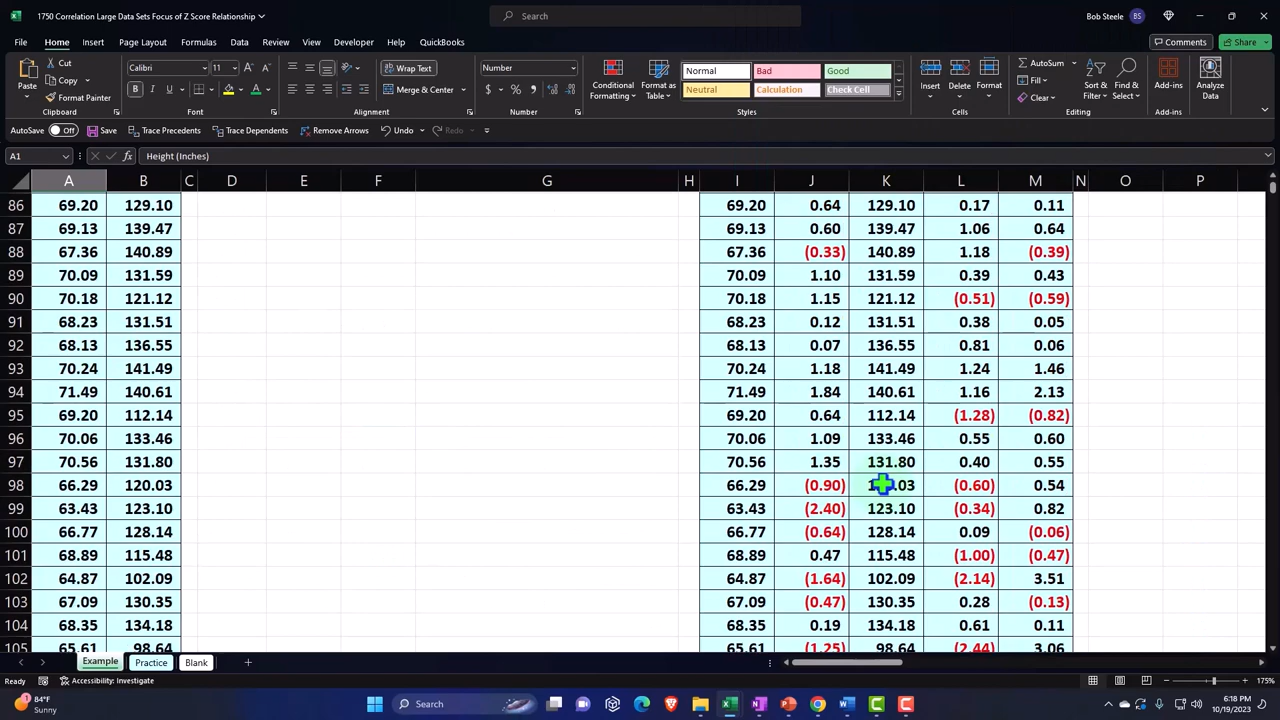 1750 Correlation Large Data Sets Focus of Z Score Relationship
Search
Bob Steele BS
File Home Insert Page Layout Formulas Data Review View Developer Help QuickBooks
Comments Share
Paste Cut Copy Format Painter
Calibri 11
Wrap Text
Merge & Center
Number
Conditional Formatting
Format as Table
Normal Bad Good
Neutral Calculation Check Cell
Insert Delete Format
AutoSum
Fill
Clear
Sort & Filter
Find & Select
Add-ins
Analyze Data
Clipboard Font Alignment Number Styles Cells Editing Add-ins
AutoSave Off Save Trace Precedents Trace Dependents Remove Arrows Undo Redo
A1 fx Height (Inches)
A B C D E F G H I J K L M N O P
86 69.20 129.10 69.20 0.64 129.10 0.17 0.11
87 69.13 139.47 69.13 0.60 139.47 1.06 0.64
88 67.36 140.89 67.36 (0.33) 140.89 1.18 (0.39)
89 70.09 131.59 70.09 1.10 131.59 0.39 0.43
90 70.18 121.12 70.18 1.15 121.12 (0.51) (0.59)
91 68.23 131.51 68.23 0.12 131.51 0.38 0.05
92 68.13 136.55 68.13 0.07 136.55 0.81 0.06
93 70.24 141.49 70.24 1.18 141.49 1.24 1.46
94 71.49 140.61 71.49 1.84 140.61 1.16 2.13
95 69.20 112.14 69.20 0.64 112.14 (1.28) (0.82)
96 70.06 133.46 70.06 1.09 133.46 0.55 0.60
97 70.56 131.80 70.56 1.35 131.80 0.40 0.55
98 66.29 120.03 66.29 (0.90) .03 (0.60) 0.54
99 63.43 123.10 63.43 (2.40) 123.10 (0.34) 0.82
100 66.77 128.14 66.77 (0.64) 128.14 0.09 (0.06)
101 68.89 115.48 68.89 0.47 115.48 (1.00) (0.47)
102 64.87 102.09 64.87 (1.64) 102.09 (2.14) 3.51
103 67.09 130.35 67.09 (0.47) 130.35 0.28 (0.13)
104 68.35 134.18 68.35 0.19 134.18 0.61 0.11
105 65.61 98.64 65.61 (1.25) 98.64 (2.44) 3.06
Example Practice Blank
Ready Accessibility: Investigate 175%
84°F
Sunny
Search
6:18 PM
10/19/2023